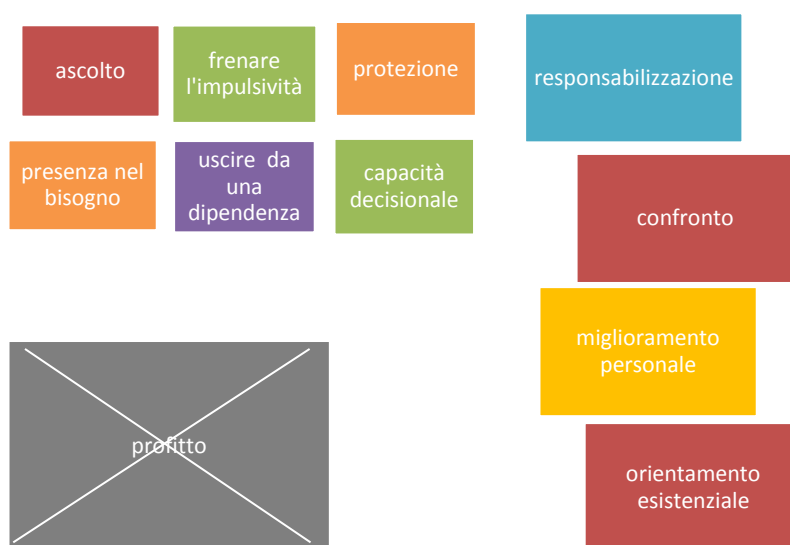 ascolto
frenare
l'impulsività
protezione
responsabilizzazione
presenza nel
bisogno
uscire da
una
dipendenza
capacità
decisionale
confronto
miglioramento
personale
profitto
orientamento
esistenziale